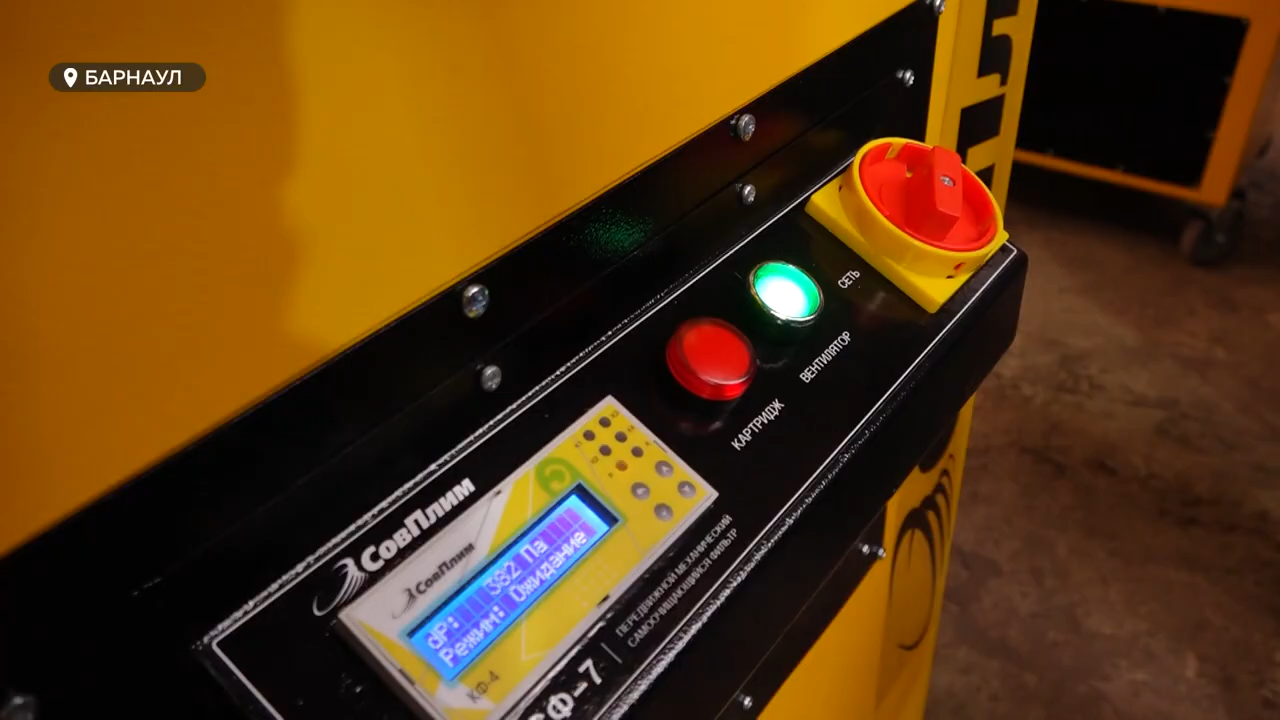 БАРНАУЛ
СЕТЬ
ВЕНТИЛЯТОР
КАРТРИДЖ
СовПлим
СовПлим
dP: 382 Па
Режим: Ожидание
КФ-4
ПЕРЕДВИЖНОЙ МЕХАНИЧЕСКИЙ
САМООЧИЩАЮЩИЙСЯ ФИЛЬТР